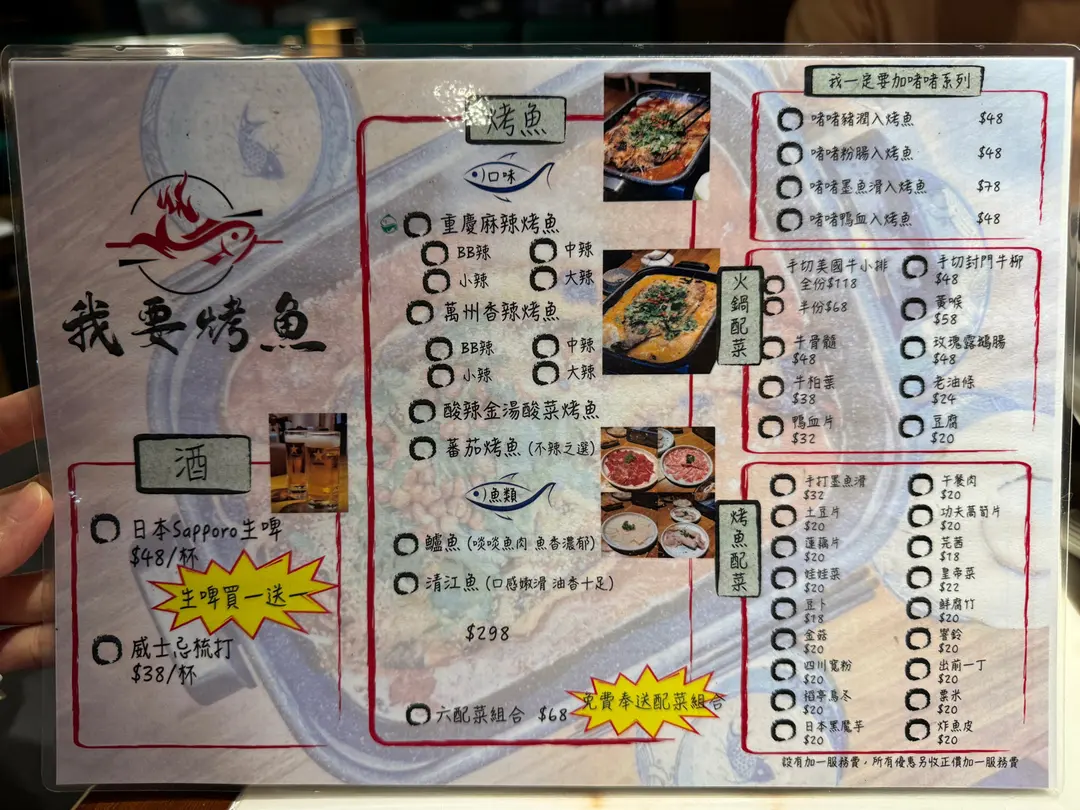 我要烤魚
酒
日本Sapporo生啤
$48/杯
生啤買一送一
威士忌梳打
$38/杯
烤魚
口味
重慶麻辣烤魚
BB辣 中辣
小辣 大辣
萬州香辣烤魚
BB辣 中辣
小辣 大辣
酸辣金湯酸菜烤魚
蕃茄烤魚 (不辣之選)
魚類
鱸魚 (啖啖魚肉 魚香濃郁)
清江魚 (口感嫩滑 油香十足)
$298
六配菜組合 $68
免費奉送配菜組合
我一定要加啫啫系列
啫啫豬潤入烤魚 $48
啫啫粉腸入烤魚 $48
啫啫墨魚滑入烤魚 $78
啫啫鴨血入烤魚 $48
火鍋配菜
手切美國牛小排
全份$118
半份$68
牛骨髓
$48
牛柏葉
$38
鴨血片
$32
手切封門牛柳
$48
黃喉
$58
玫瑰露鵝腸
$48
老油條
$24
豆腐
$20
烤魚配菜
手打墨魚滑
$32
土豆片
$20
蓮藕片
$20
娃娃菜
$20
豆卜
$18
金菇
$20
四川寬粉
$20
稻亭烏冬
$20
日本黑魔芋
$20
午餐肉
$20
功夫萵筍片
$20
芫茜
$18
皇帝菜
$22
鮮腐竹
$20
響鈴
$20
出前一丁
$20
粟米
$20
炸魚皮
$20
設有加一服務費，所有優惠另收正價加一服務費